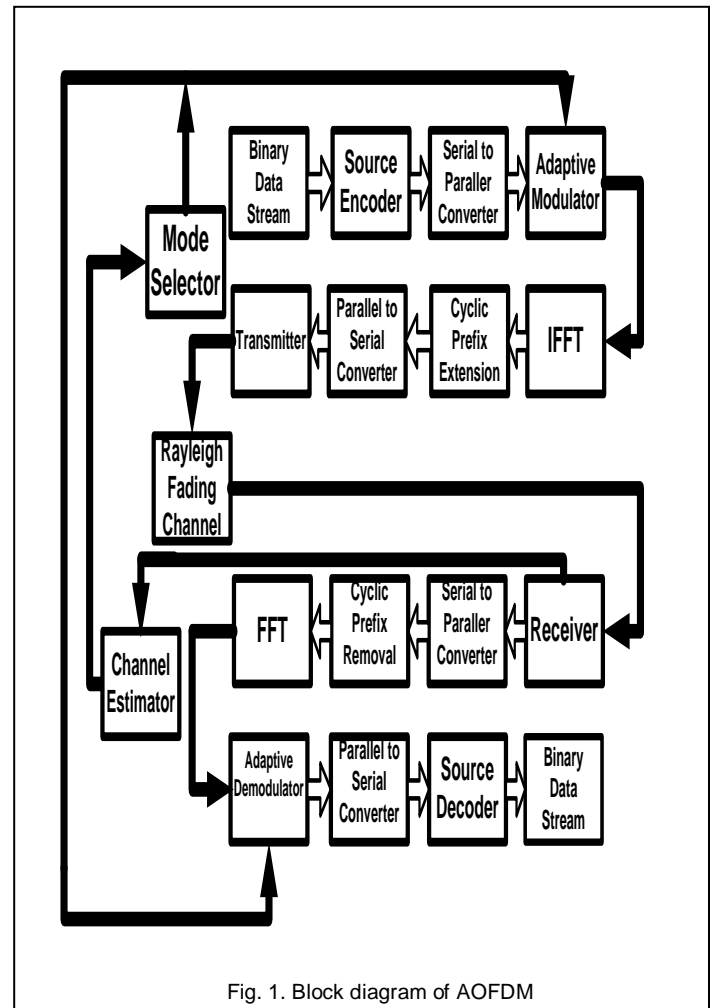 Binary
Data
Stream
Source
Encoder
Serial to
Paraller
Converter
Adaptive
Modulator
Mode
Selector
Transmitter
Parallel to
Serial
Converter
Cyclic
Prefix
Extension
IFFT
Rayleigh
Fading
Channel
Channel
Estimator
FFT
Cyclic
Prefix
Removal
Serial to
Paraller
Converter
Receiver
Adaptive
Demodulator
Parallel to
Serial
Converter
Source
Decoder
Binary
Data
Stream
Fig. 1. Block diagram of AOFDM